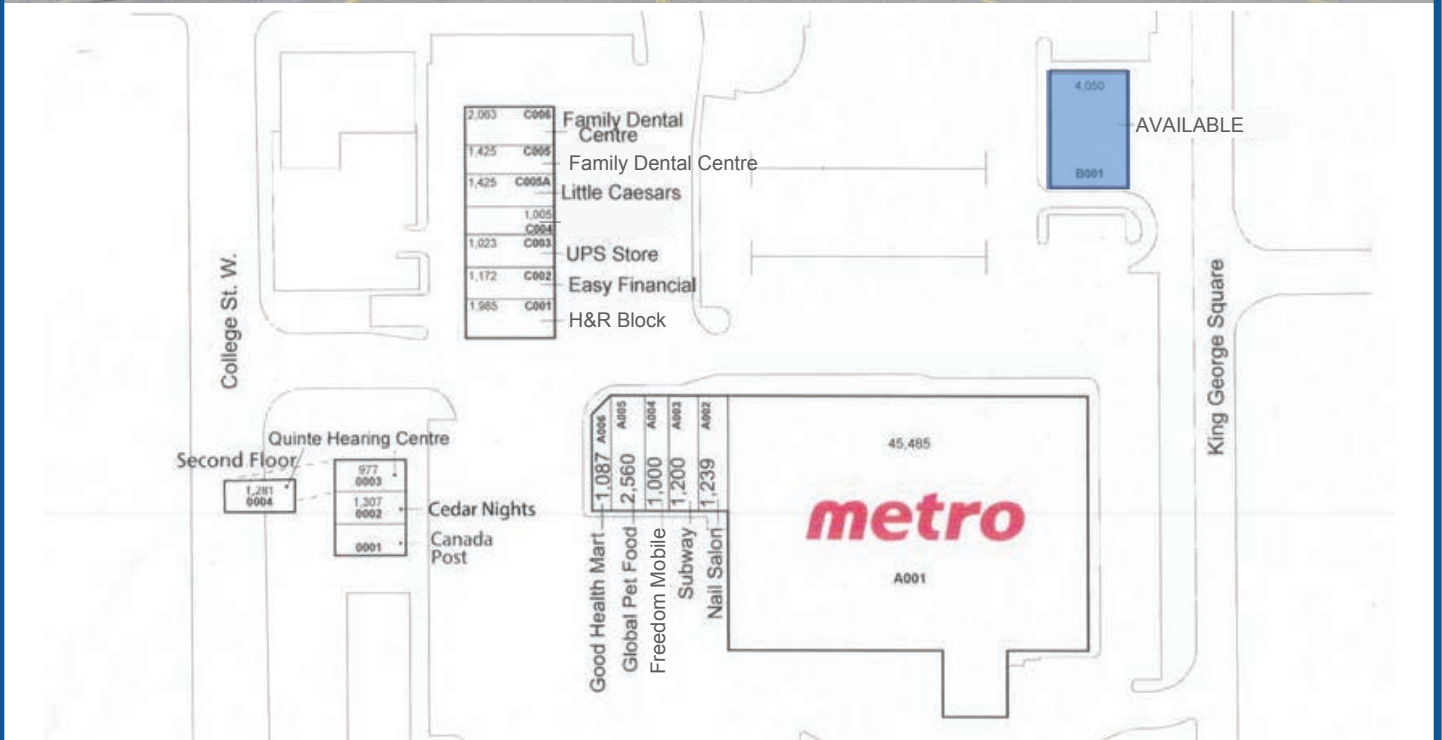 4,050
AVAILABLE
B001
2,063 C006 Family Dental
Centre
1,425 C005 Family Dental Centre
1,425 C005A Little Caesars
1,005
C004
1,023 C003 UPS Store
1,172 C002 Easy Financial
1,985 C001 H&R Block
College St. W.
King George Square
Quinte Hearing Centre
Second Floor
1,281
0004
977
0003
1,307
0002
Cedar Nights
0001
Canada
Post
1,087 A006
2,560 A005
1,000 A004
1,200 A003
1,239 A002
Good Health Mart
Global Pet Food
Freedom Mobile
Subway
Nail Salon
45,485
metro
A001